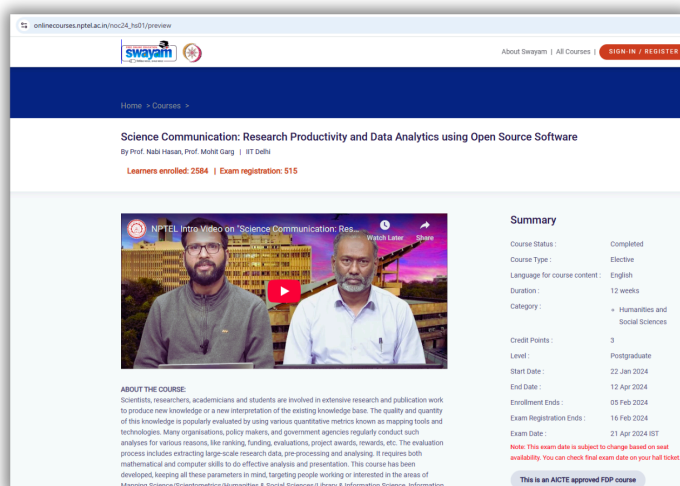 onlinecourses.nptel.ac.in/noc24_hs01/preview
swayam
About Swayam | All Courses | SIGN-IN / REGISTER
Home > Courses >
Science Communication: Research Productivity and Data Analytics using Open Source Software
By Prof. Nabi Hasan, Prof. Mohit Garg | IIT Delhi
Learners enrolled: 2584 | Exam registration: 515
NPTEL Intro Video on "Science Communication: Res...
Watch Later Share
ABOUT THE COURSE:
Scientists, researchers, academicians and students are involved in extensive research and publication work
to produce new knowledge or a new interpretation of the existing knowledge base. The quality and quantity
of this knowledge is popularly evaluated by using various quantitative metrics known as mapping tools and
technologies. Many organisations, policy makers, and government agencies regularly conduct such
analyses for various reasons, like ranking, funding, evaluations, project awards, rewards, etc. The evaluation
process includes extracting large-scale research data, pre-processing and analysing. It requires both
mathematical and computer skills to do effective analysis and presentation. This course has been
developed, keeping all these parameters in mind, targeting people working or interested in the areas of
Mapping Science/Scientometrics/Humanities & Social Sciences/Library & Information Science, Information
Summary
Course Status : Completed
Course Type : Elective
Language for course content : English
Duration : 12 weeks
Category :
Humanities and
Social Sciences
Credit Points : 3
Level : Postgraduate
Start Date : 22 Jan 2024
End Date : 12 Apr 2024
Enrollment Ends : 05 Feb 2024
Exam Registration Ends : 16 Feb 2024
Exam Date : 21 Apr 2024 IST
Note: This exam date is subject to change based on seat
availability. You can check final exam date on your hall ticket.
This is an AICTE approved FDP course